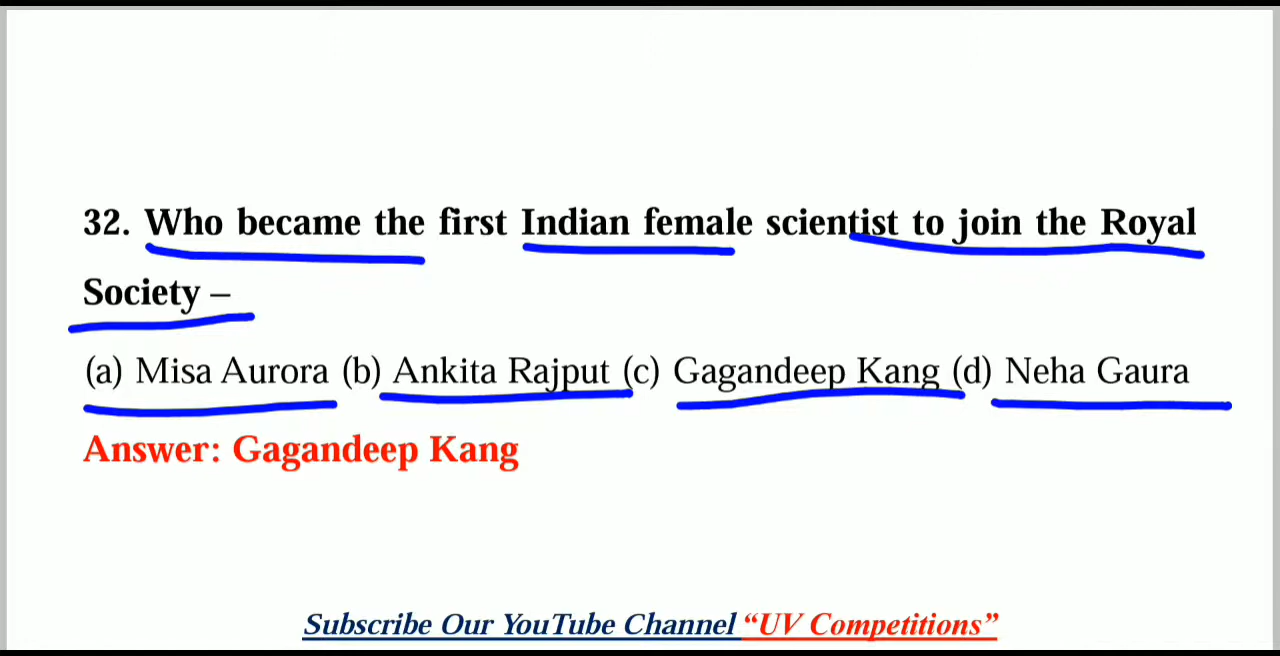 32. Who became the first Indian female scientist to join the Royal
Society –
(a) Misa Aurora (b) Ankita Rajput (c) Gagandeep Kang (d) Neha Gaura
Answer: Gagandeep Kang
Subscribe Our YouTube Channel “UV Competitions”